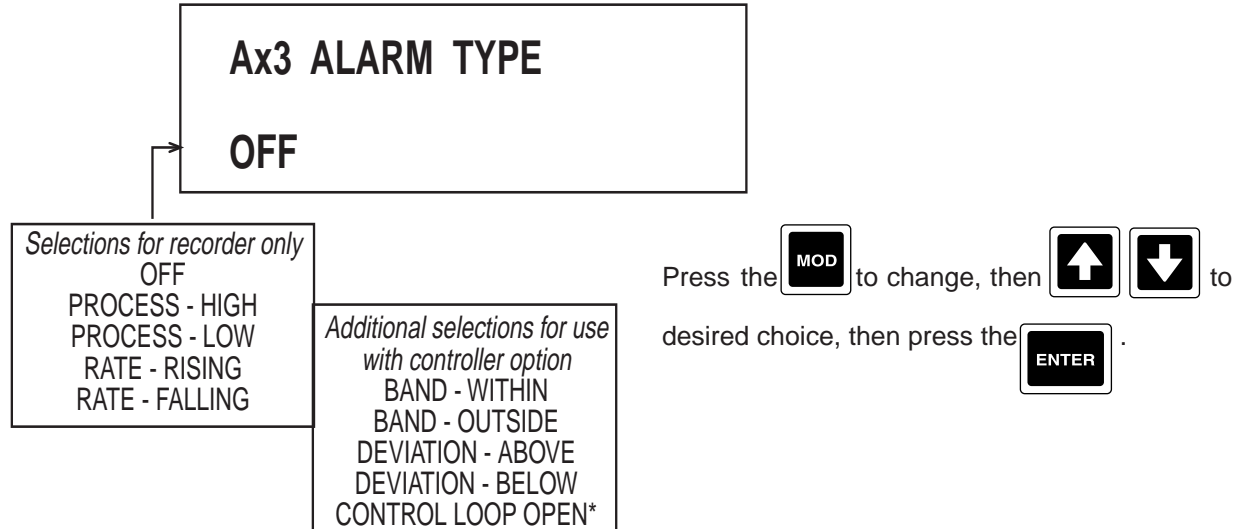 Ax3 ALARM TYPE
OFF
Selections for recorder only
OFF
PROCESS - HIGH
PROCESS - LOW
RATE - RISING
RATE - FALLING
Additional selections for use
with controller option
BAND - WITHIN
BAND - OUTSIDE
DEVIATION - ABOVE
DEVIATION - BELOW
CONTROL LOOP OPEN*
Press the MOD to change, then to
desired choice, then press the ENTER .